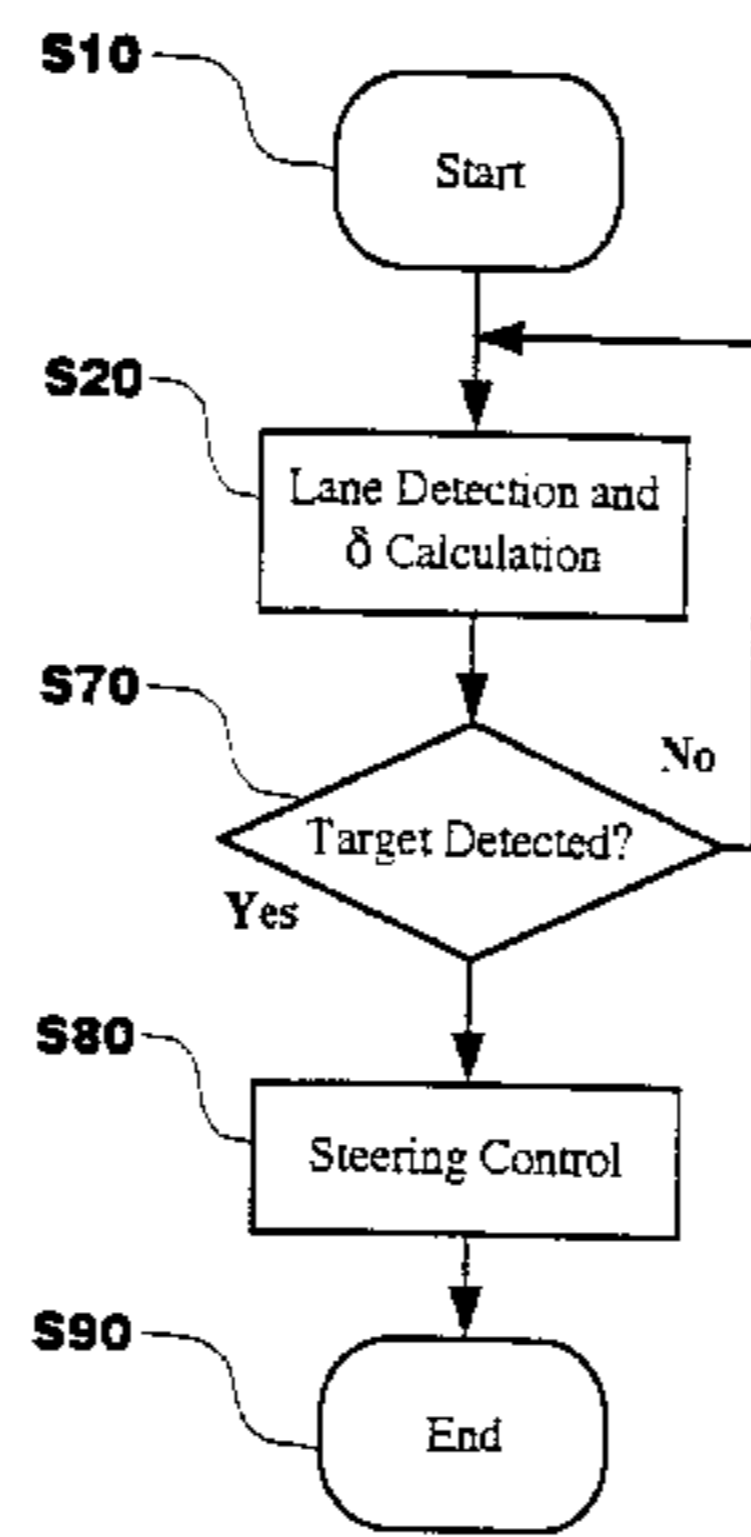 S10
Start
S20
Lane Detection and
δ Calculation
S70
No
Target Detected?
Yes
S80
Steering Control
S90
End